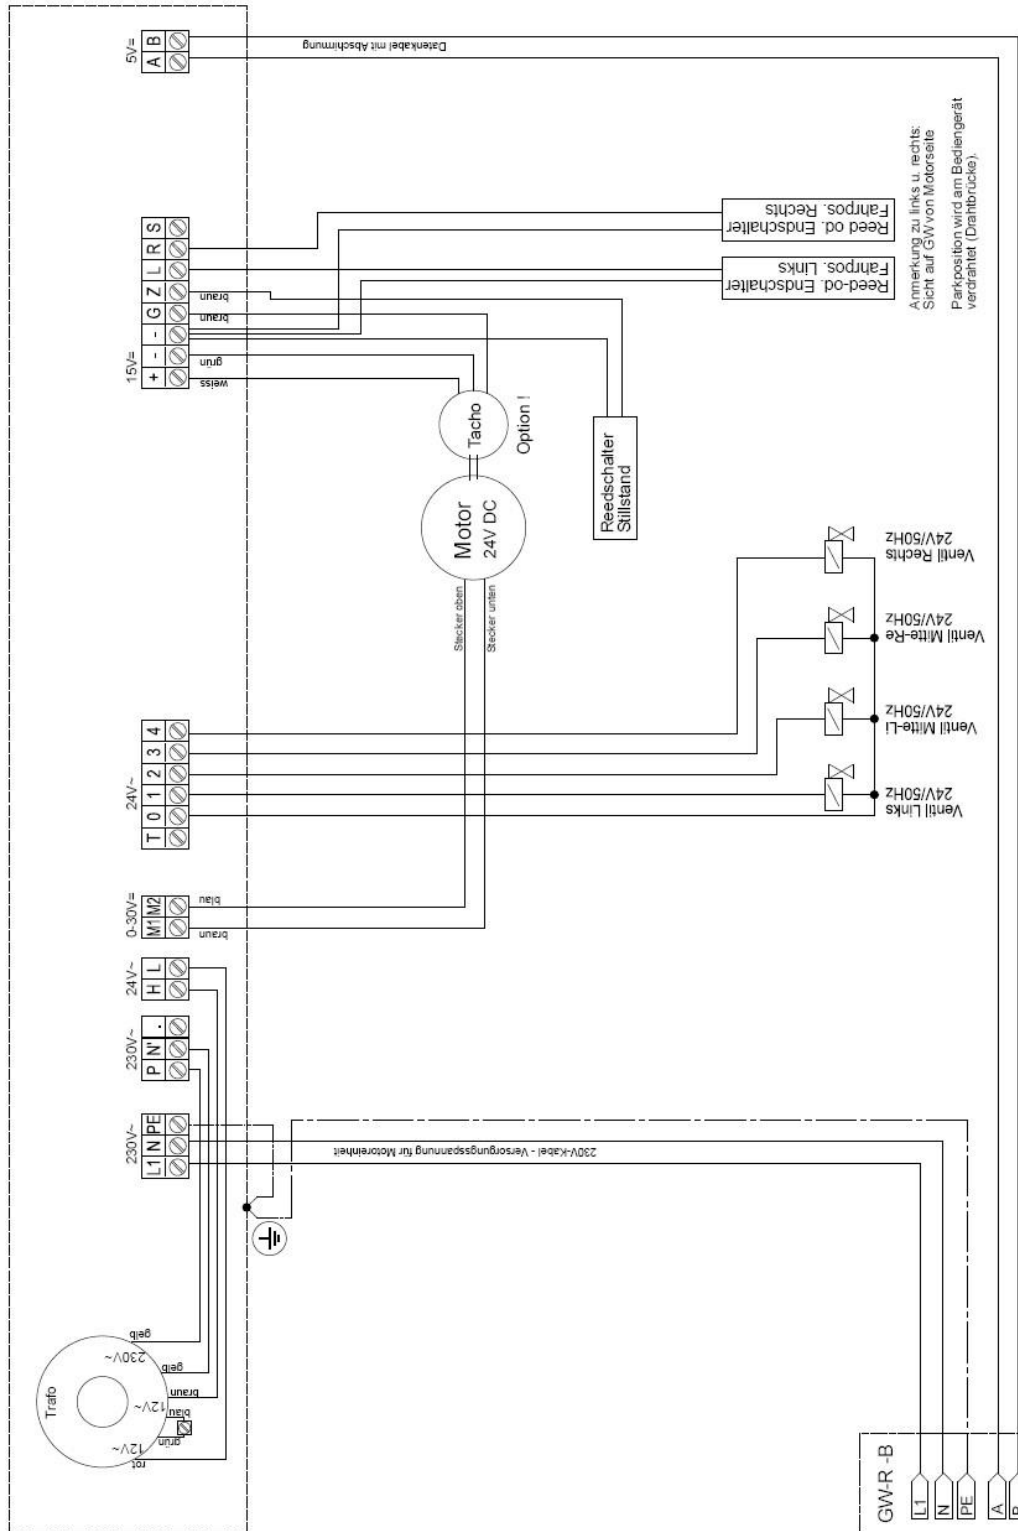 5V=
A B
Datenkabel mit Abschirmung
15V=
+ - - G Z L R S
weiss
grün
braun
braun
Reed od. Endschalter
Fahrpos. Rechts
Reed-od. Endschalter
Fahrpos. Links
Anmerkung zu links u. rechts:
Sicht auf GW von Motorseite
Parkposition wird am Bediengerät
verdrahtet (Drahtbrücke).
Tacho
Option !
Motor
24V DC
Reedschalter
Stillstand
Stecker oben
Stecker unten
24V~
T 0 1 2 3 4
Ventil Rechts
24V/50Hz
Ventil Mitte-Re
24V/50Hz
Ventil Mitte-Li
24V/50Hz
Ventil Links
24V/50Hz
0-30V=
M1 M2
blau
braun
24V~
H L
230V~
P N' .
230V~
L1 N PE
230V-Kabel - Versorgungsspannung für Motoreinheit
Trafo
230V~
12V~
12V~
gelb
gelb
braun
blau
grün
rot
GW-R -B
L1
N
PE
A